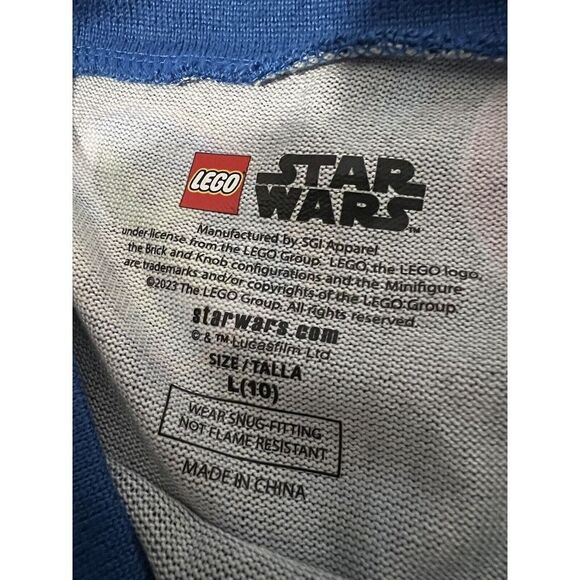 LEGO
STAR
WARS™
Manufactured by SGI Apparel
under license from the LEGO Group. LEGO, the LEGO logo,
the Brick and Knob configurations and the Minifigure
are trademarks and/or copyrights of the LEGO Group.
©2023 The LEGO Group. All rights reserved.
starwars.com
© & ™ Lucasfilm Ltd
SIZE / TALLA
L(10)
WEAR SNUG-FITTING
NOT FLAME RESISTANT
MADE IN CHINA